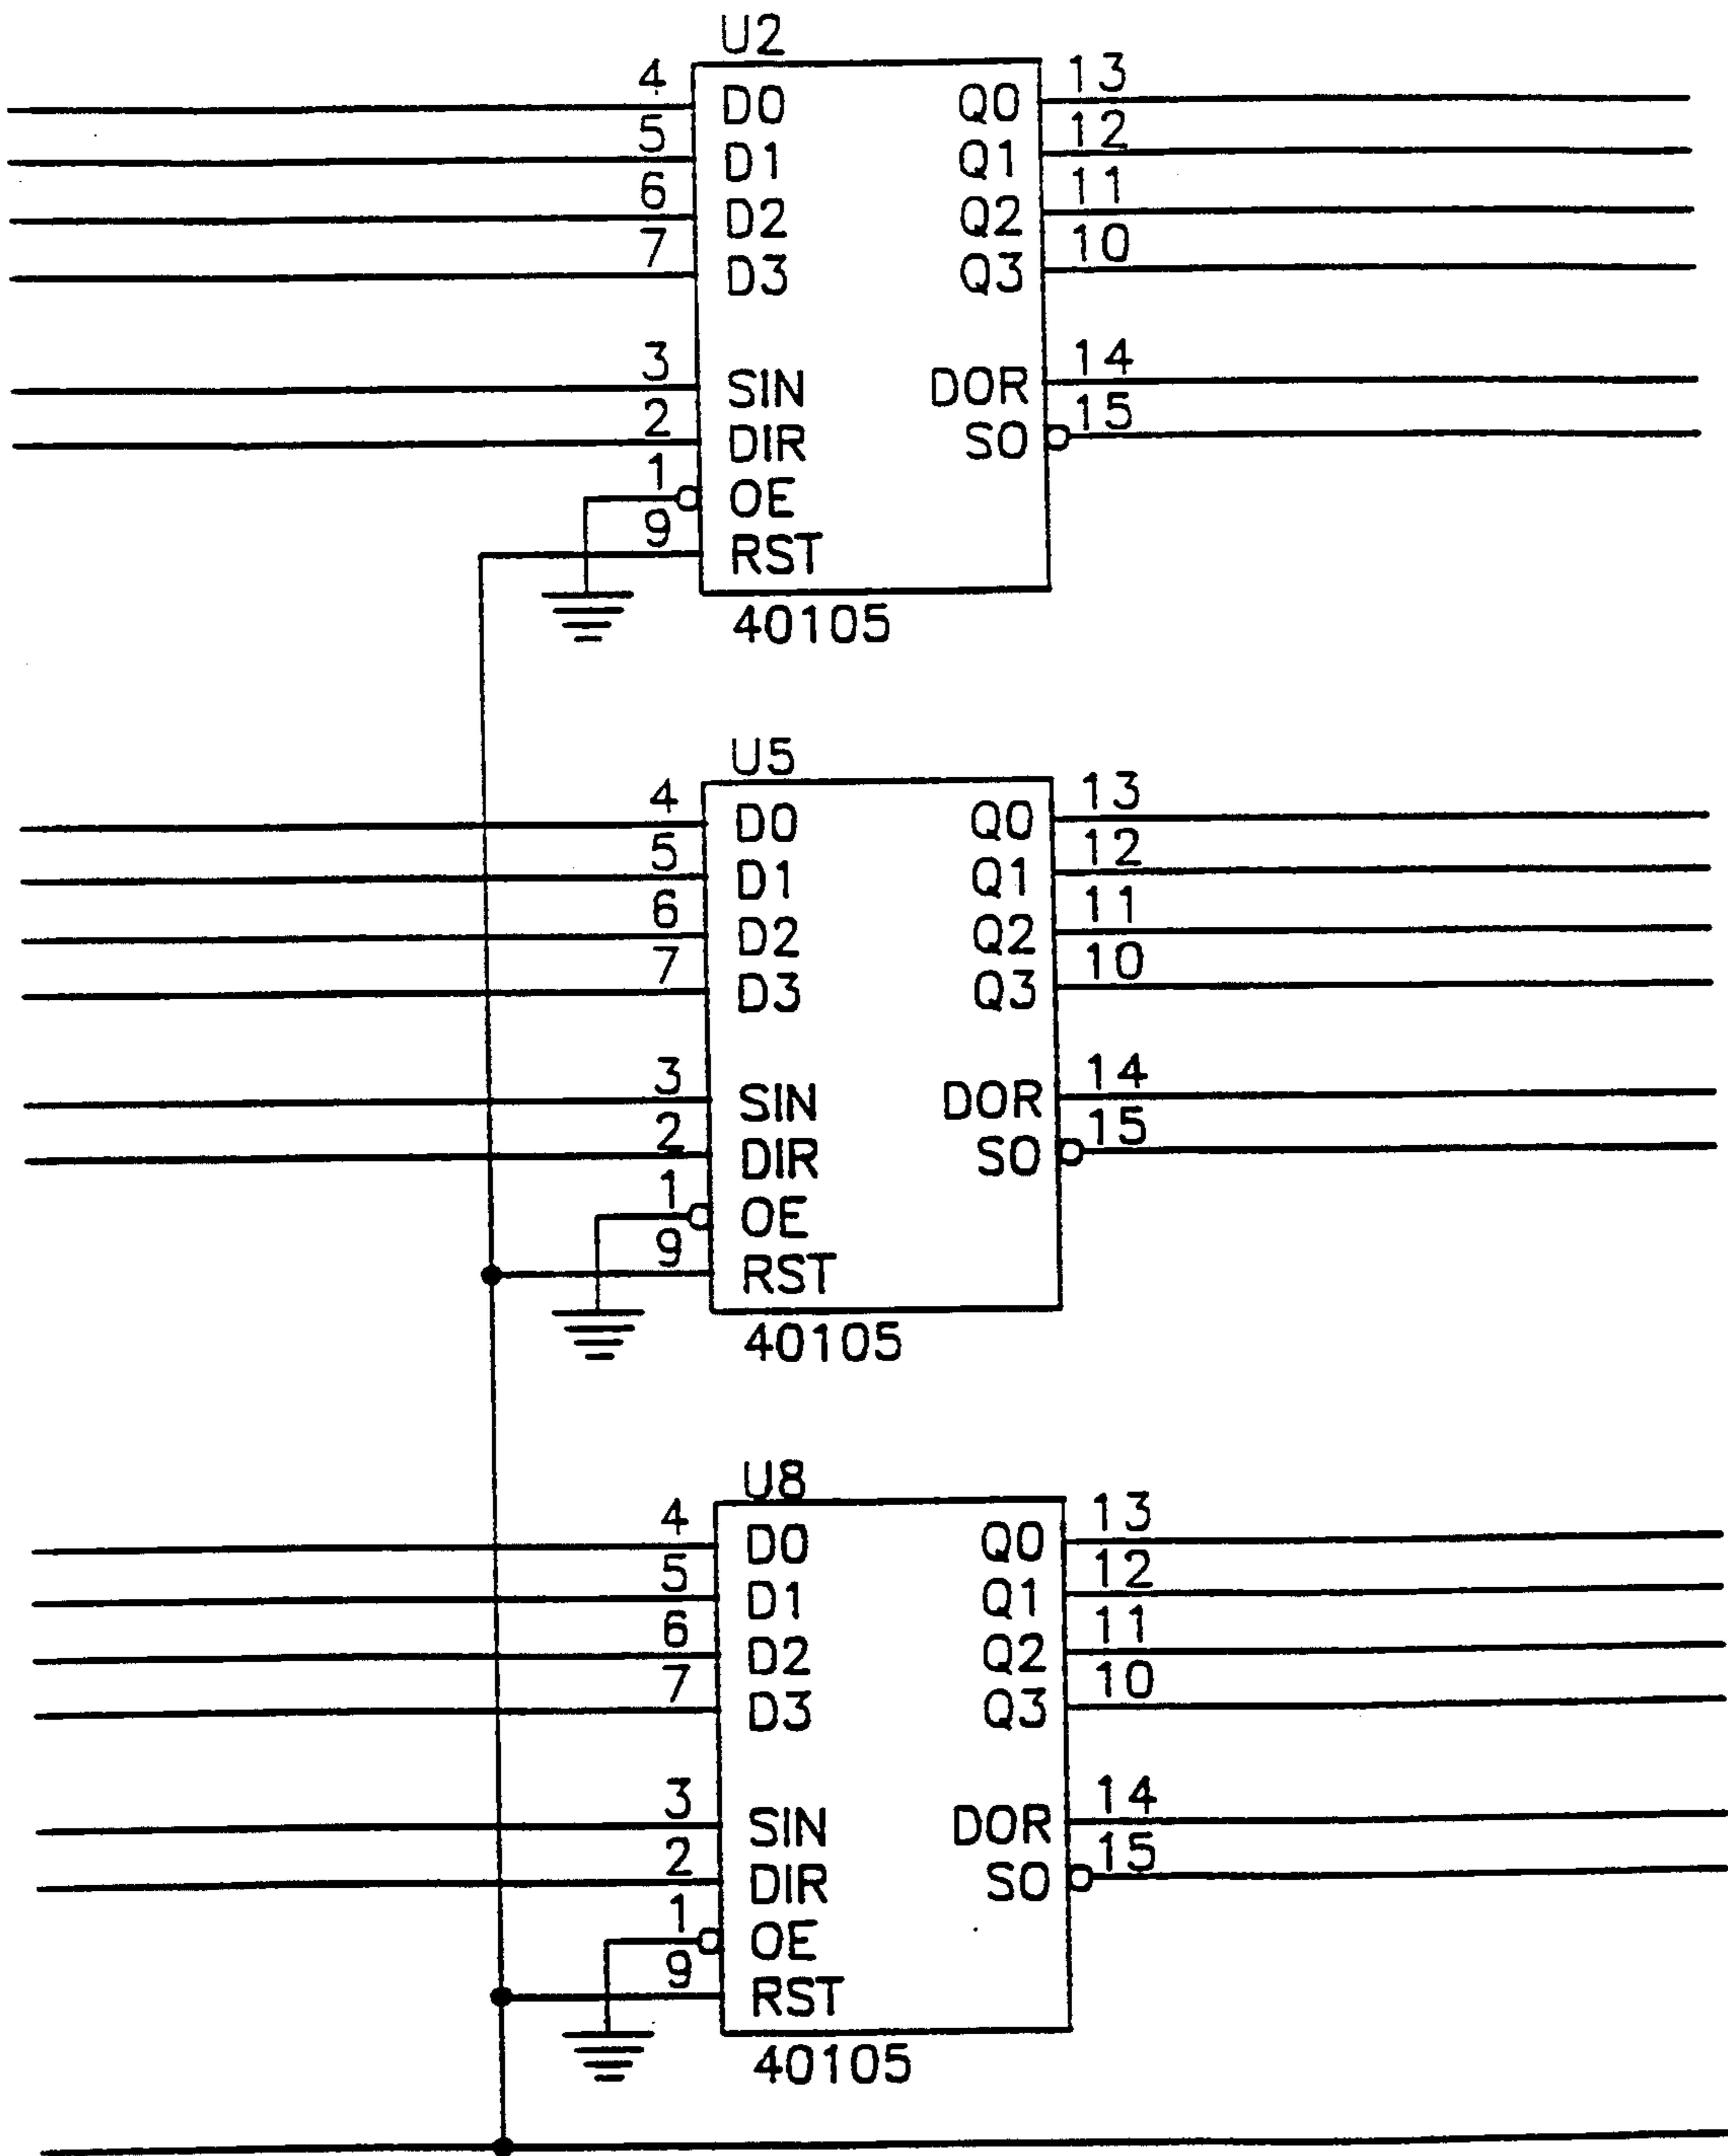 U2
4 D0 Q0 13
5 D1 Q1 12
6 D2 Q2 11
7 D3 Q3 10
3 SIN DOR 14
2 DIR SO 15
1 OE
9 RST
40105
U5
4 D0 Q0 13
5 D1 Q1 12
6 D2 Q2 11
7 D3 Q3 10
3 SIN DOR 14
2 DIR SO 15
1 OE
9 RST
40105
U8
4 D0 Q0 13
5 D1 Q1 12
6 D2 Q2 11
7 D3 Q3 10
3 SIN DOR 14
2 DIR SO 15
1 OE
9 RST
40105